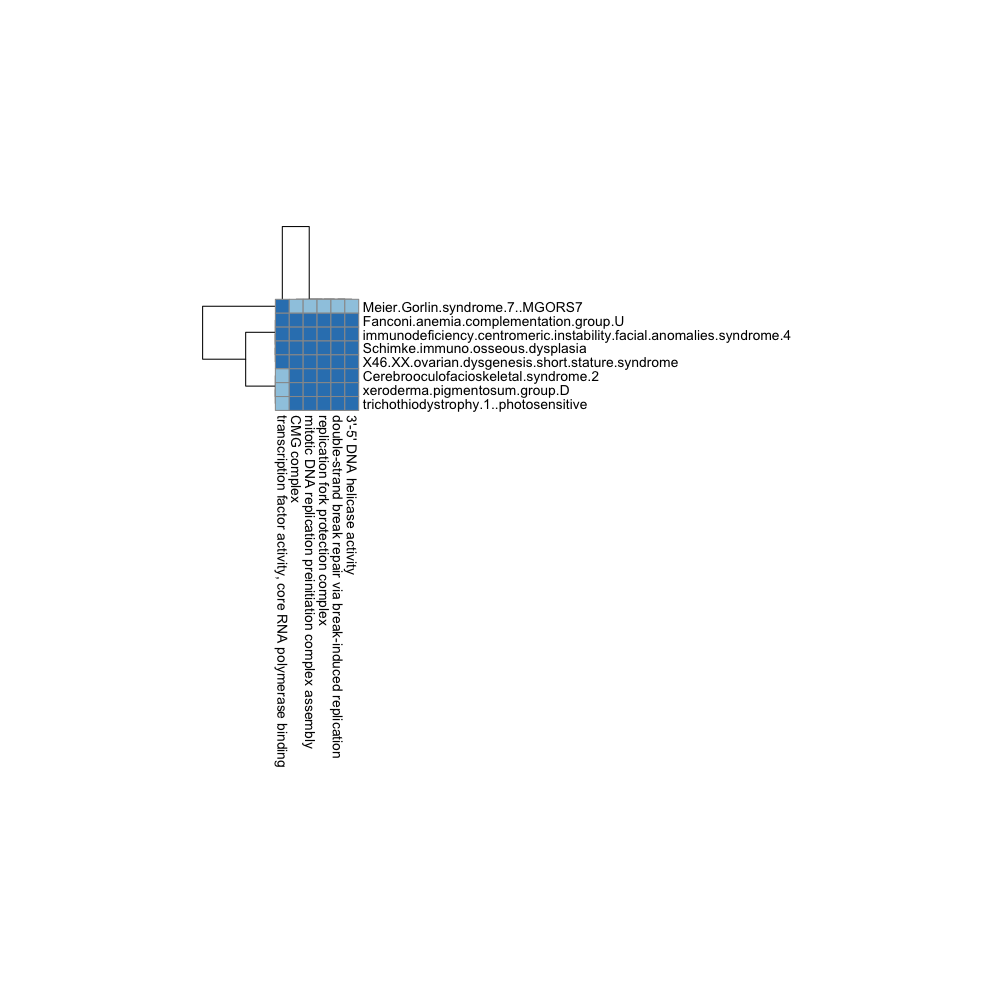 Meier.Gorlin.syndrome.7..MGORS7
Fanconi.anemia.complementation.group.U
immunodeficiency.centromeric.instability.facial.anomalies.syndrome.4
Schimke.immuno.osseous.dysplasia
X46.XX.ovarian.dysgenesis.short.stature.syndrome
Cerebrooculofacioskeletal.syndrome.2
xeroderma.pigmentosum.group.D
trichothiodystrophy.1..photosensitive
3'-5' DNA helicase activity
double-strand break repair via break-induced replication
replication fork protection complex
mitotic DNA replication preinitiation complex assembly
CMG complex
transcription factor activity, core RNA polymerase binding